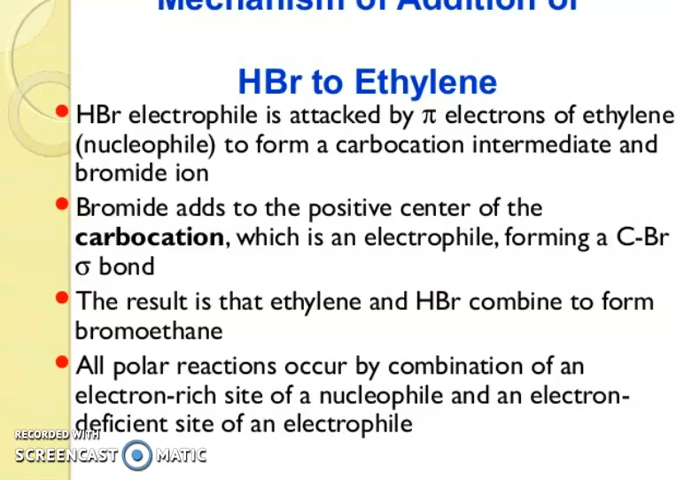 Mechanism of Addition of
HBr to Ethylene
• HBr electrophile is attacked by π electrons of ethylene
(nucleophile) to form a carbocation intermediate and
bromide ion
• Bromide adds to the positive center of the
carbocation, which is an electrophile, forming a C-Br
σ bond
• The result is that ethylene and HBr combine to form
bromoethane
• All polar reactions occur by combination of an
electron-rich site of a nucleophile and an electron-
deficient site of an electrophile
RECORDED WITH
SCREENCAST MATIC